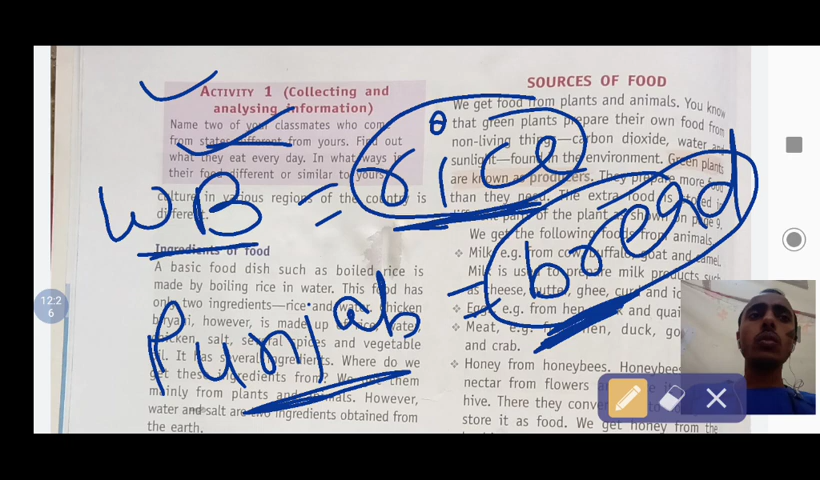 ACTIVITY 1 (Collecting and
analysing information)
Name two of your classmates who come
from states different from yours. Find out
what they eat every day. In what ways is
their food different or similar to yours
culture in various regions of the country is
different.
Ingredients of food
A basic food dish such as boiled rice is
made by boiling rice in water. This food has
only two ingredients—rice and water. Chicken
biryani, however, is made up of rice, water
chicken, salt, several spices and vegetable
oil. It has several ingredients. Where do we
get these ingredients from? We get them
mainly from plants and animals. However,
water and salt are two ingredients obtained from
the earth.
SOURCES OF FOOD
We get food from plants and animals. You know
that green plants prepare their own food from
non-living things—carbon dioxide, water and
sunlight—found in the environment. Green plants
are known as producers. They prepare more food
than they need. The extra food is stored in
different parts of the plant as shown on page 9.
We get the following foods from animals.
Milk, e.g. from cow, buffalo, goat and camel.
Milk is used to prepare milk products such
as cheese, butter, ghee, curd and
Eggs, e.g. from hen, and
Meat, e.g. hen, duck,
and crab.
Honey from honeybees. Honeybees
nectar from flowers
hive. There they
store it as food. We get honey from the
WB = rice
Punjab = bread
12:2
6